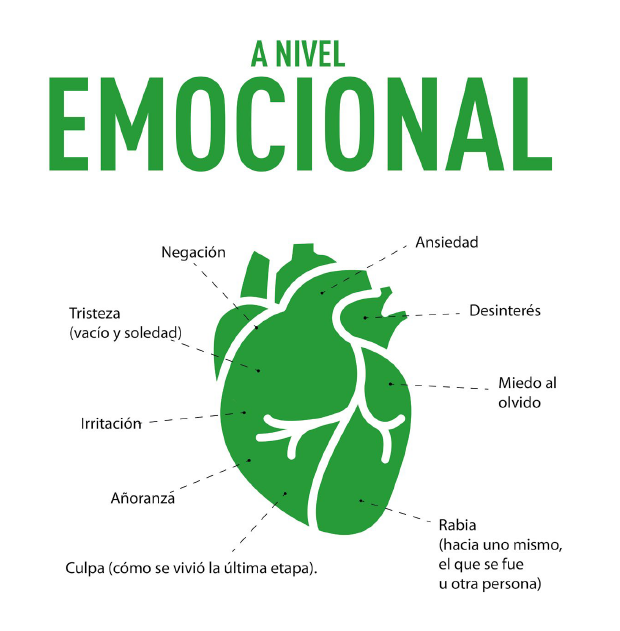 A NIVEL
EMOCIONAL
Negación
Ansiedad
Tristeza
(vacío y soledad)
Desinterés
Miedo al
olvido
Irritación
Añoranza
Culpa (cómo se vivió la última etapa).
Rabia
(hacia uno mismo,
el que se fue
u otra persona)